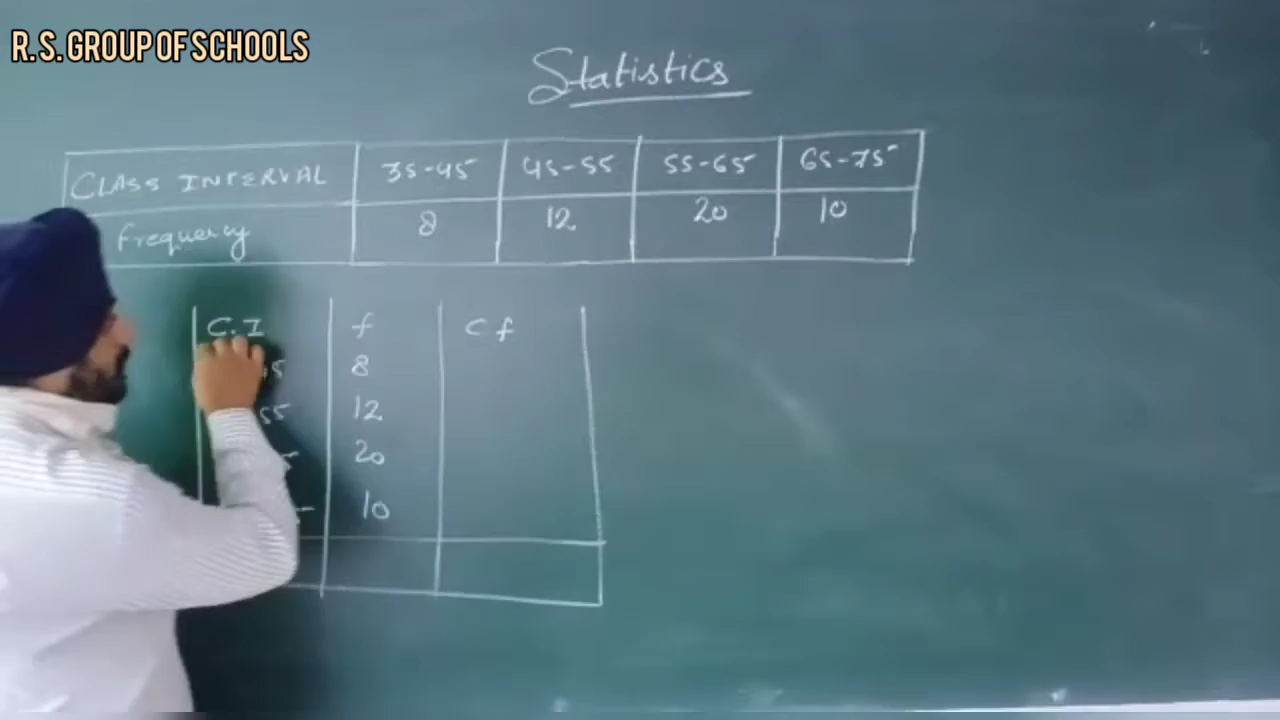 R.S. GROUP OF SCHOOLS
Statistics
CLASS INTERVAL 35-45 45-55 55-65 65-75
frequency 8 12 20 10
C.I f Cf
8
55 12
20
10